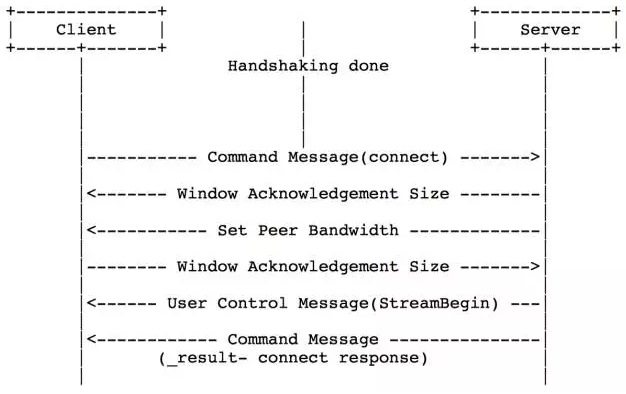 Client Server
Handshaking done
Command Message(connect)
Window Acknowledgement Size
Set Peer Bandwidth
Window Acknowledgement Size
User Control Message(StreamBegin)
Command Message
(_result- connect response)